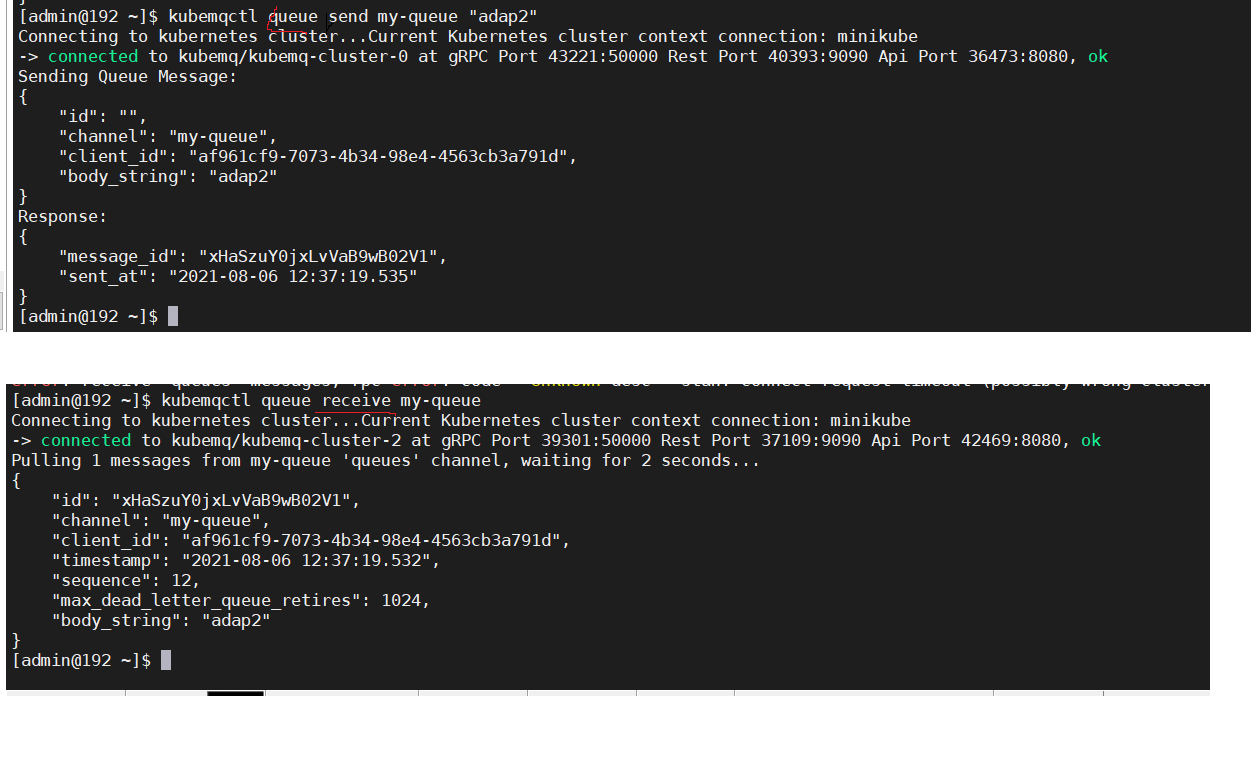 [admin@192 ~]$ kubemqctl queue send my-queue "adap2"
Connecting to kubernetes cluster...Current Kubernetes cluster context connection: minikube
-> connected to kubemq/kubemq-cluster-0 at gRPC Port 43221:50000 Rest Port 40393:9090 Api Port 36473:8080, ok
Sending Queue Message:
{
    "id": "",
    "channel": "my-queue",
    "client_id": "af961cf9-7073-4b34-98e4-4563cb3a791d",
    "body_string": "adap2"
}
Response:
{
    "message_id": "xHaSzuY0jxLvVaB9wB02V1",
    "sent_at": "2021-08-06 12:37:19.535"
}
[admin@192 ~]$
[admin@192 ~]$ kubemqctl queue receive my-queue
Connecting to kubernetes cluster...Current Kubernetes cluster context connection: minikube
-> connected to kubemq/kubemq-cluster-2 at gRPC Port 39301:50000 Rest Port 37109:9090 Api Port 42469:8080, ok
Pulling 1 messages from my-queue 'queues' channel, waiting for 2 seconds...
{
    "id": "xHaSzuY0jxLvVaB9wB02V1",
    "channel": "my-queue",
    "client_id": "af961cf9-7073-4b34-98e4-4563cb3a791d",
    "timestamp": "2021-08-06 12:37:19.532",
    "sequence": 12,
    "max_dead_letter_queue_retires": 1024,
    "body_string": "adap2"
}
[admin@192 ~]$